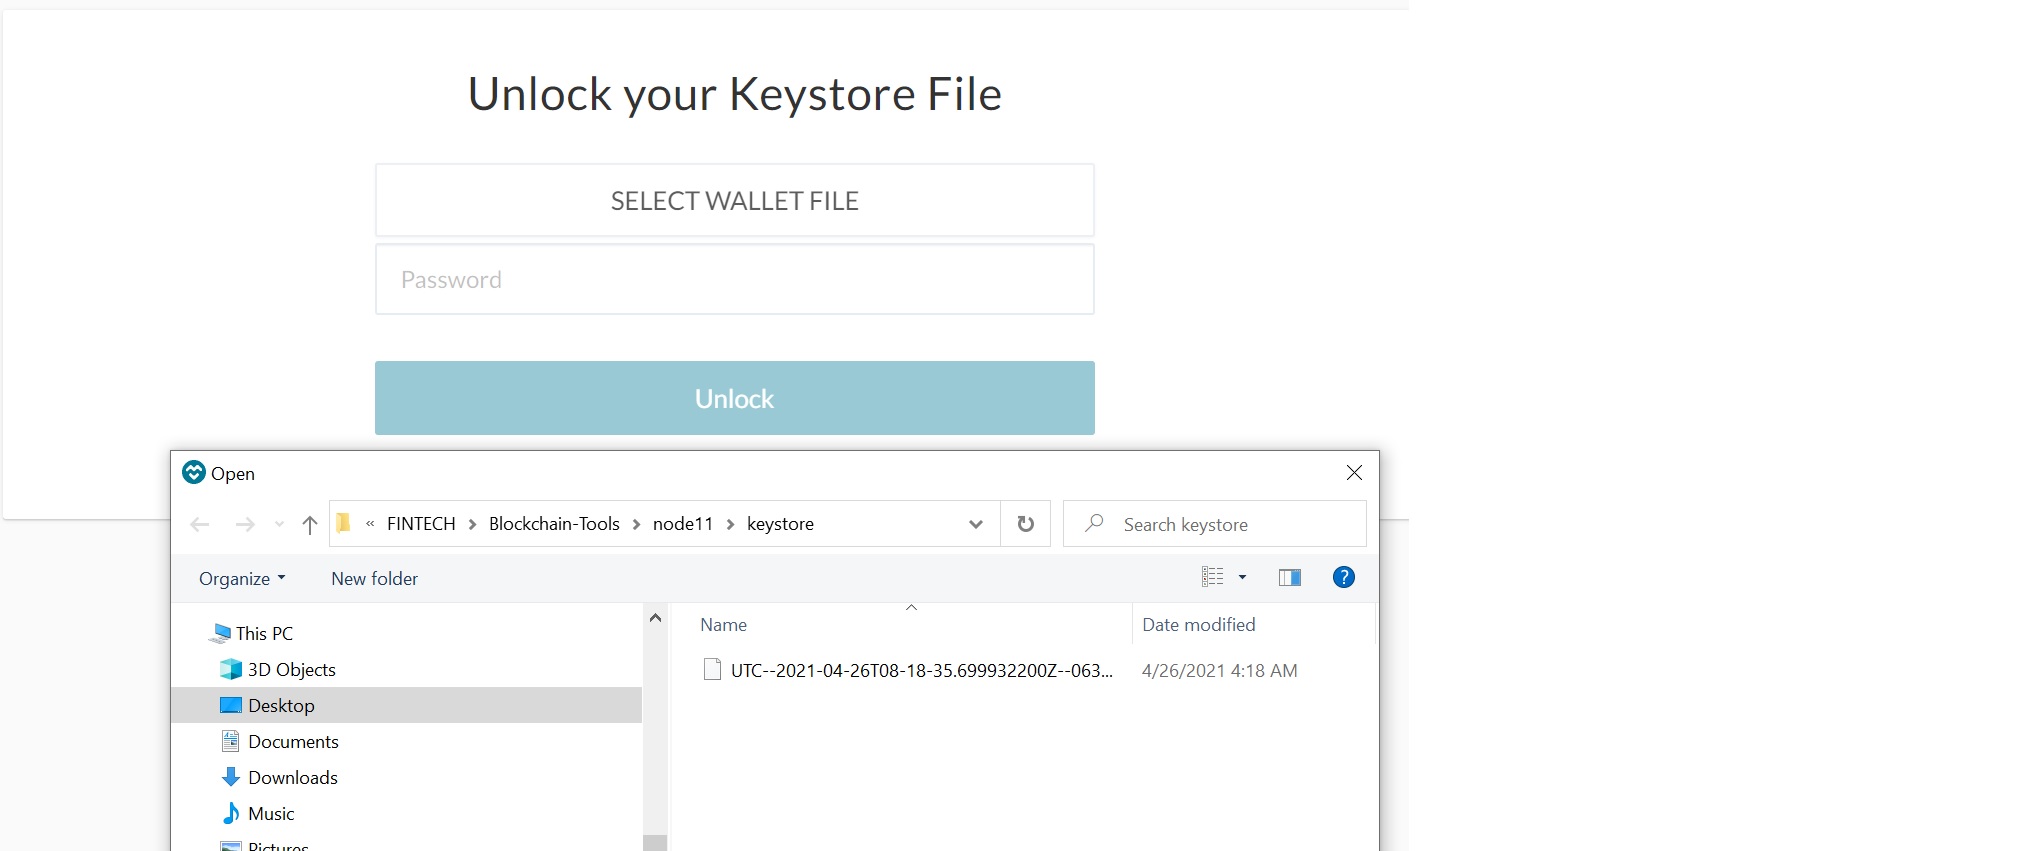 Unlock your Keystore File
SELECT WALLET FILE
Password
Unlock
Open
« FINTECH > Blockchain-Tools > node11 > keystore
Search keystore
Organize
New folder
?
Name
Date modified
This PC
3D Objects
Desktop
Documents
Downloads
Music
Pictures
UTC--2021-04-26T08-18-35.699932200Z--063...
4/26/2021 4:18 AM